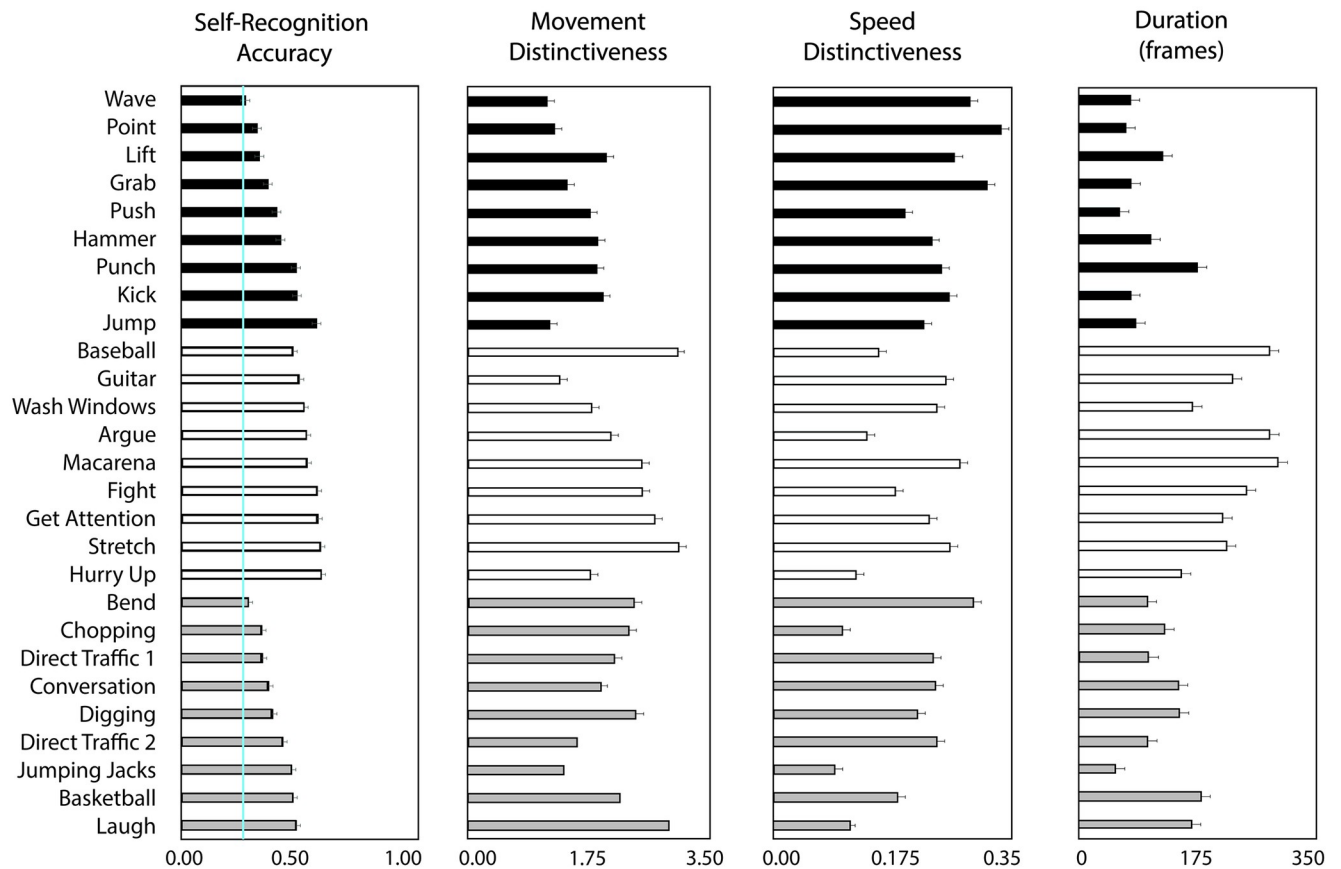 Self-Recognition
Accuracy
Movement
Distinctiveness
Speed
Distinctiveness
Duration
(frames)
Wave
Point
Lift
Grab
Push
Hammer
Punch
Kick
Jump
Baseball
Guitar
Wash Windows
Argue
Macarena
Fight
Get Attention
Stretch
Hurry Up
Bend
Chopping
Direct Traffic 1
Conversation
Digging
Direct Traffic 2
Jumping Jacks
Basketball
Laugh
0.00 0.50 1.00 0.00 1.75 3.50 0.00 0.175 0.35 0 175 350